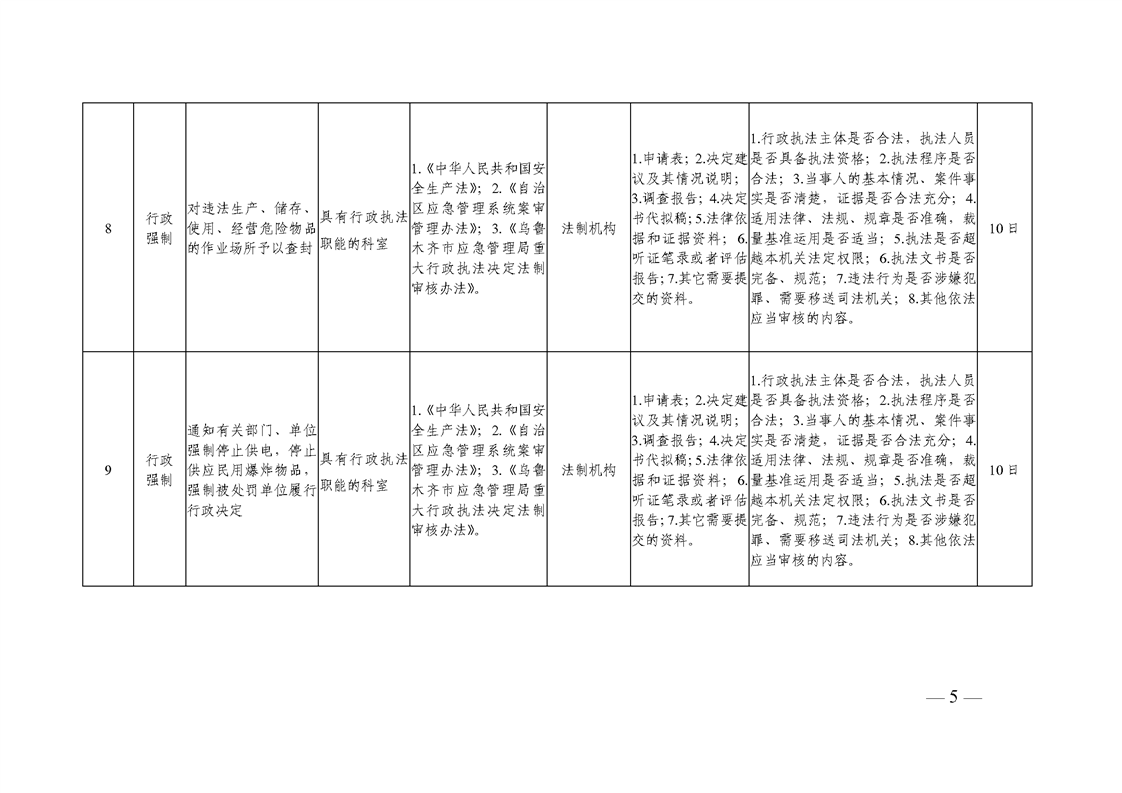 8
行政
强制
对违法生产、储存、
使用、经营危险物品
的作业场所予以查封
具有行政执法
职能的科室
1.《中华人民共和国安
全生产法》；2.《自治
区应急管理系统案审
管理办法》；3.《乌鲁
木齐市应急管理局重
大行政执法决定法制
审核办法》。
法制机构
1.申请表；2.决定建
议及其情况说明；
3.调查报告；4.决定
书代拟稿；5.法律依
据和证据资料；6.
听证笔录或者评估
报告；7.其它需要提
交的资料。
1.行政执法主体是否合法，执法人员
是否具备执法资格；2.执法程序是否
合法；3.当事人的基本情况、案件事
实是否清楚，证据是否合法充分；4.
适用法律、法规、规章是否准确，裁
量基准运用是否适当；5.执法是否超
越本机关法定权限；6.执法文书是否
完备、规范；7.违法行为是否涉嫌犯
罪、需要移送司法机关；8.其他依法
应当审核的内容。
10日
9
行政
强制
通知有关部门、单位
强制停止供电，停止
供应民用爆炸物品，
强制被处罚单位履行
行政决定
具有行政执法
职能的科室
1.《中华人民共和国安
全生产法》；2.《自治
区应急管理系统案审
管理办法》；3.《乌鲁
木齐市应急管理局重
大行政执法决定法制
审核办法》。
法制机构
1.申请表；2.决定建
议及其情况说明；
3.调查报告；4.决定
书代拟稿；5.法律依
据和证据资料；6.
听证笔录或者评估
报告；7.其它需要提
交的资料。
1.行政执法主体是否合法，执法人员
是否具备执法资格；2.执法程序是否
合法；3.当事人的基本情况、案件事
实是否清楚，证据是否合法充分；4.
适用法律、法规、规章是否准确，裁
量基准运用是否适当；5.执法是否超
越本机关法定权限；6.执法文书是否
完备、规范；7.违法行为是否涉嫌犯
罪、需要移送司法机关；8.其他依法
应当审核的内容。
10日
— 5 —